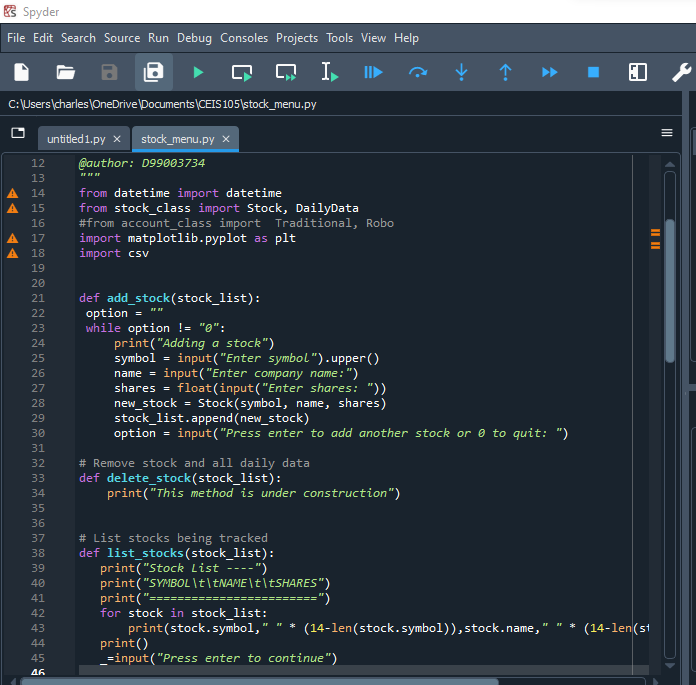 Spyder
File Edit Search Source Run Debug Consoles Projects Tools View Help
C:\Users\charles\OneDrive\Documents\CEIS105\stock_menu.py
untitled1.py stock_menu.py
12 @author: D99003734
13 """
14 from datetime import datetime
15 from stock_class import Stock, DailyData
16 #from account_class import  Traditional, Robo
17 import matplotlib.pyplot as plt
18 import csv
19
20
21 def add_stock(stock_list):
22  option = ""
23  while option != "0":
24      print("Adding a stock")
25      symbol = input("Enter symbol").upper()
26      name = input("Enter company name:")
27      shares = float(input("Enter shares: "))
28      new_stock = Stock(symbol, name, shares)
29      stock_list.append(new_stock)
30      option = input("Press enter to add another stock or 0 to quit: ")
31
32 # Remove stock and all daily data
33 def delete_stock(stock_list):
34     print("This method is under construction")
35
36
37 # List stocks being tracked
38 def list_stocks(stock_list):
39    print("Stock List ----")
40    print("SYMBOL\t\tNAME\t\tSHARES")
41    print("========================")
42    for stock in stock_list:
43        print(stock.symbol," " * (14-len(stock.symbol)),stock.name," " * (14-len(st
44    print()
45    _=input("Press enter to continue")
46